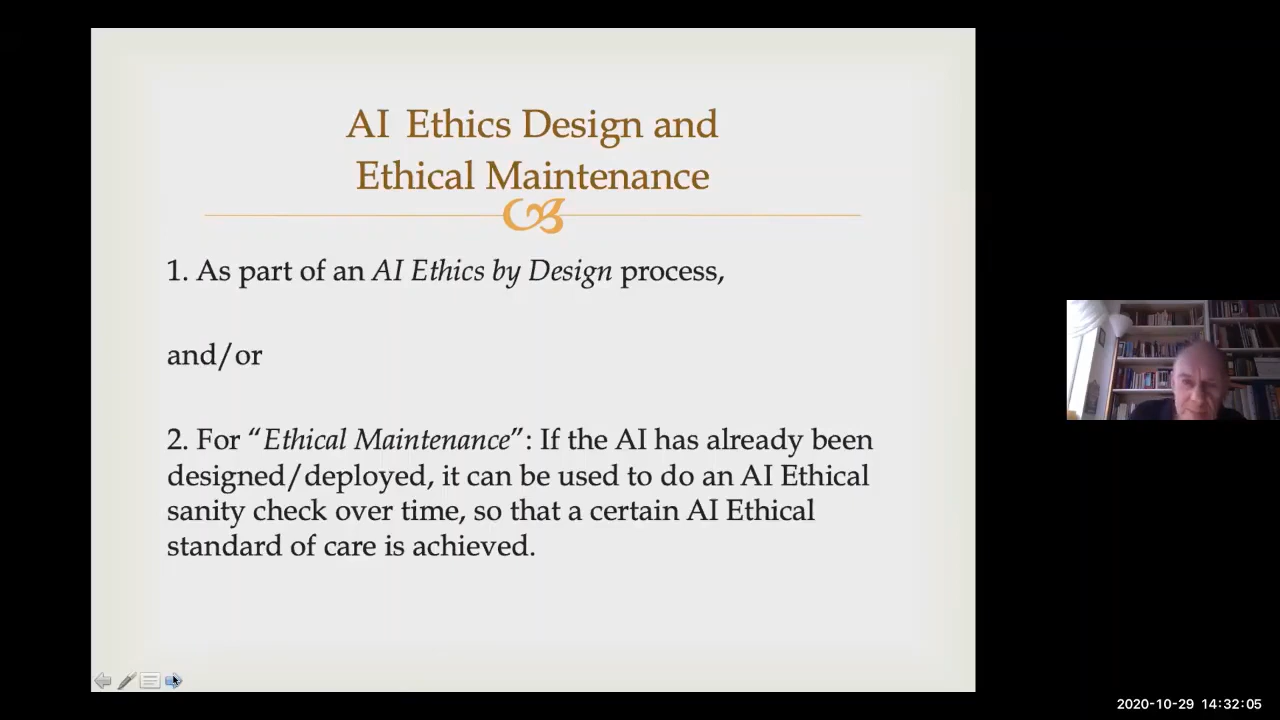 AI Ethics Design and
Ethical Maintenance
1. As part of an AI Ethics by Design process,
and/or
2. For “Ethical Maintenance”: If the AI has already been
designed/deployed, it can be used to do an AI Ethical
sanity check over time, so that a certain AI Ethical
standard of care is achieved.
2020-10-29 14:32:05